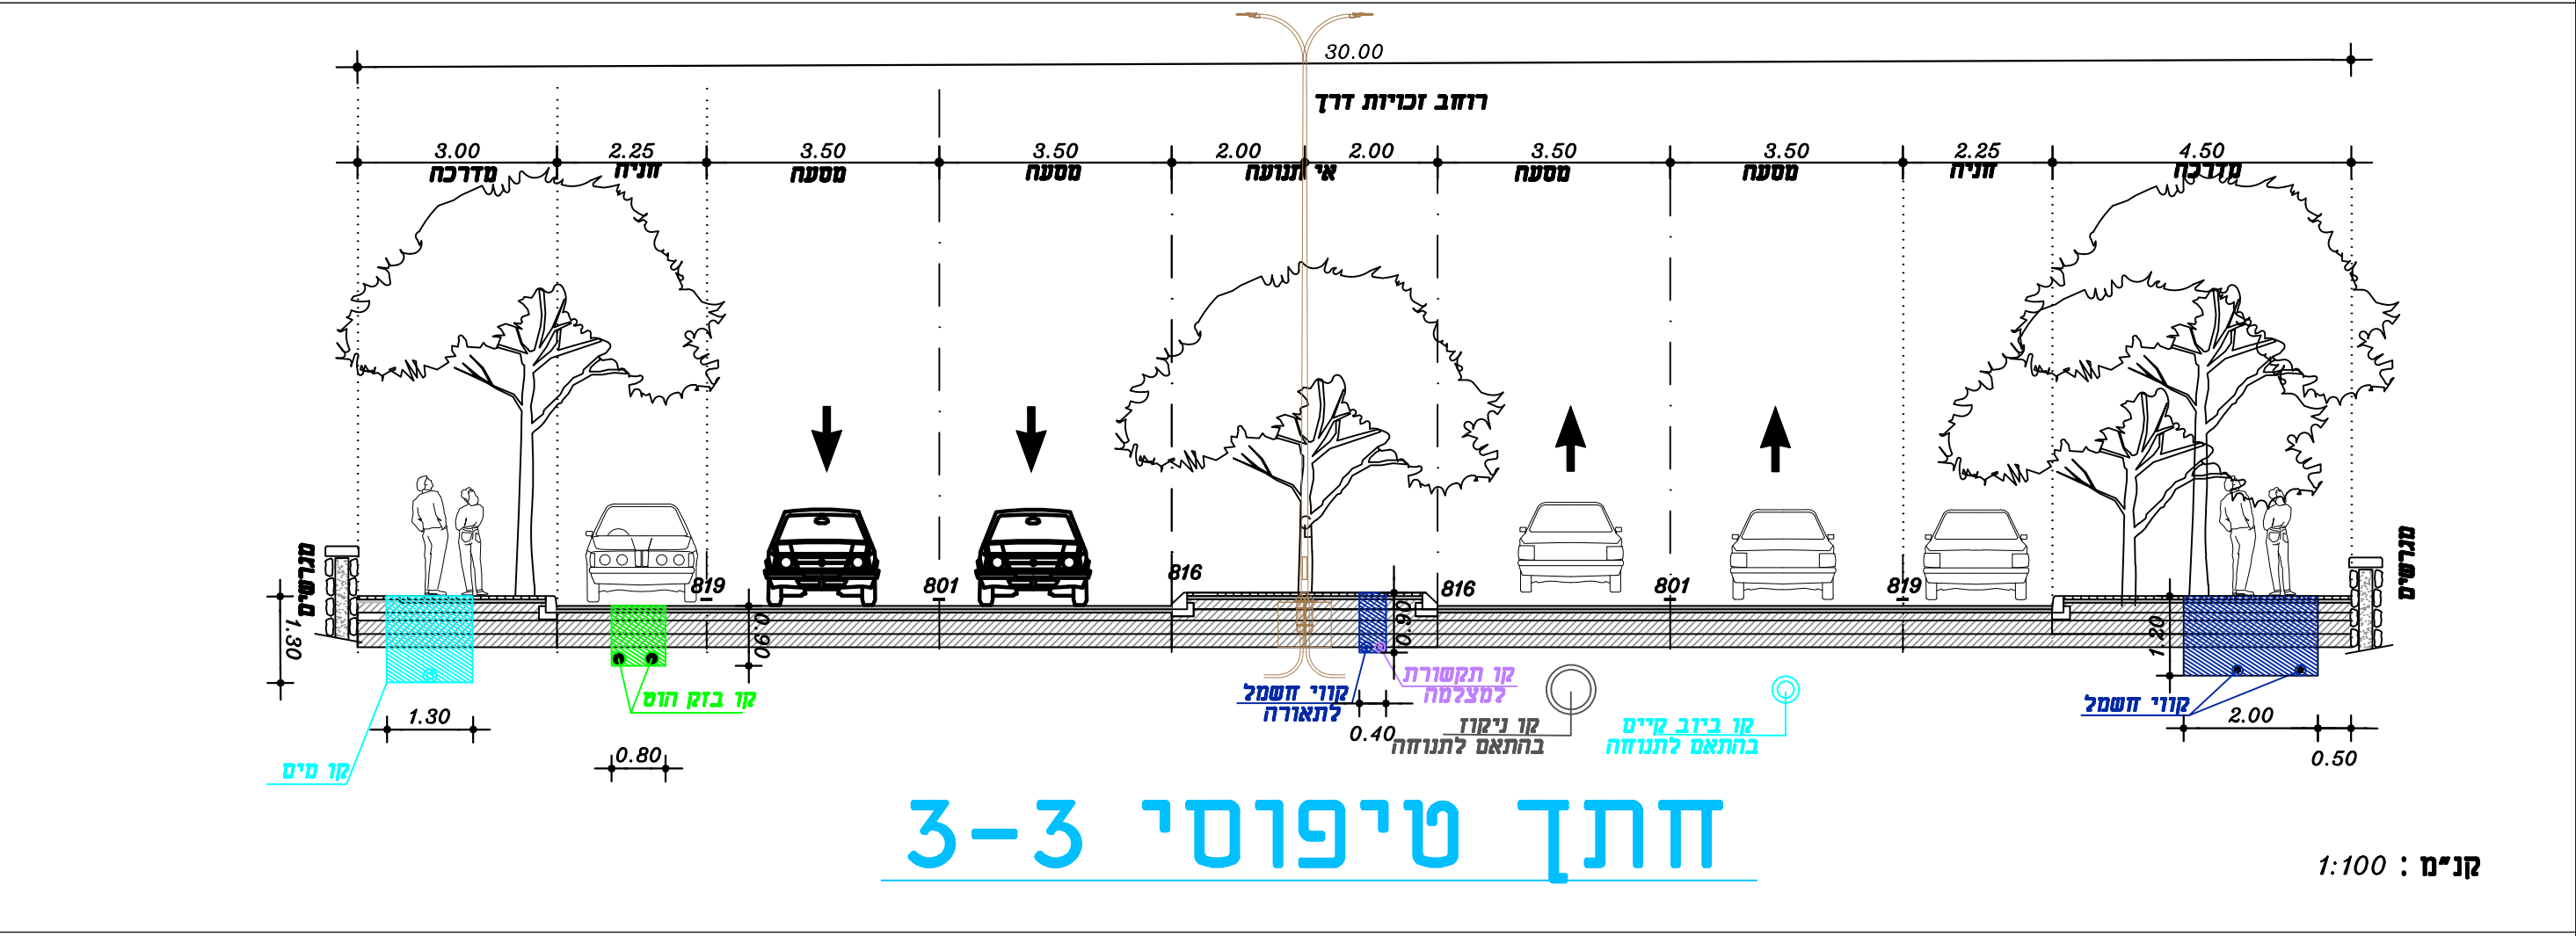 30.00
רוחב זכויות דרך
3.00
2.25
3.50
3.50
2.00
2.00
3.50
3.50
2.25
4.50
מדרכה
חניה
מסעה
מסעה
אי תנועה
מסעה
מסעה
חניה
מדרכה
מגרשים
מגרשים
819
801
816
816
801
819
1.30
0.90
0.90
1.20
קו מים
1.30
קו בזק הוט
0.80
קווי חשמל
לתאורה
קו תקשורת
למצלמה
0.40
קו ניקוז
בהתאם לתנוחה
קו ביוב קיים
בהתאם לתנוחה
קווי חשמל
2.00
0.50
חתך טיפוסי 3-3
קנ"מ : 1:100